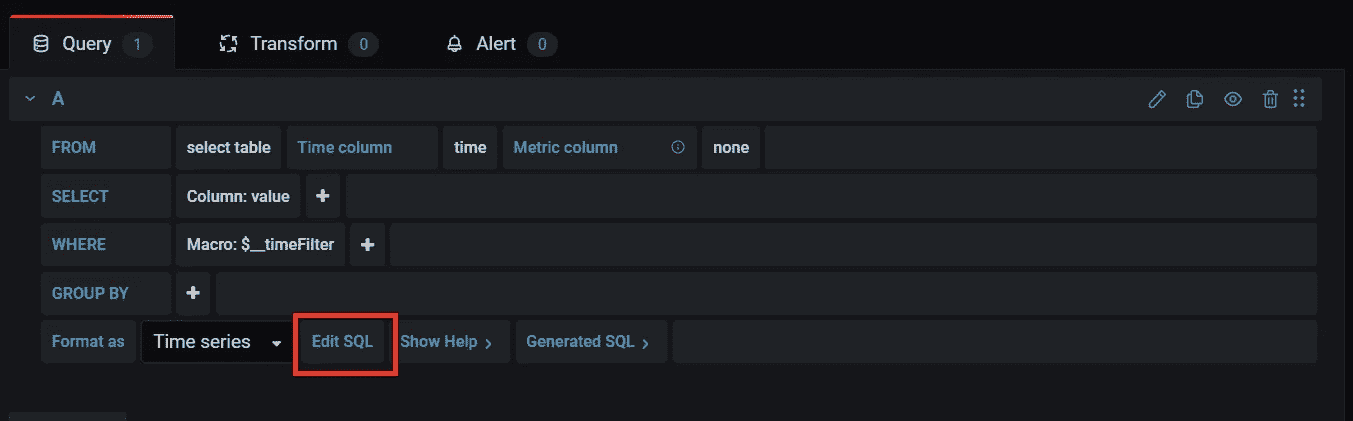 Query 1 Transform 0 Alert 0
A
FROM select table Time column time Metric column none
SELECT Column: value +
WHERE Macro: $__timeFilter +
GROUP BY +
Format as Time series Edit SQL Show Help > Generated SQL >